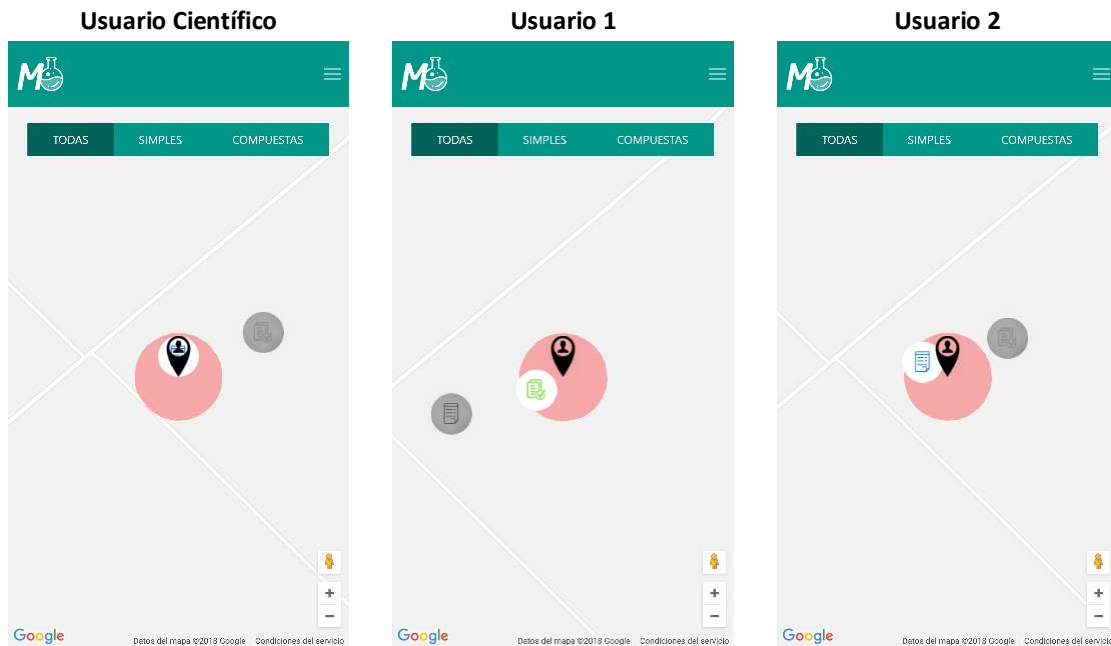 Usuario Científico
Usuario 1
Usuario 2
M
TODAS SIMPLES COMPUESTAS
Google
Datos del mapa ©2018 Google
Condiciones del servicio
M
TODAS SIMPLES COMPUESTAS
Google
Datos del mapa ©2018 Google
Condiciones del servicio
M
TODAS SIMPLES COMPUESTAS
Google
Datos del mapa ©2018 Google
Condiciones del servicio